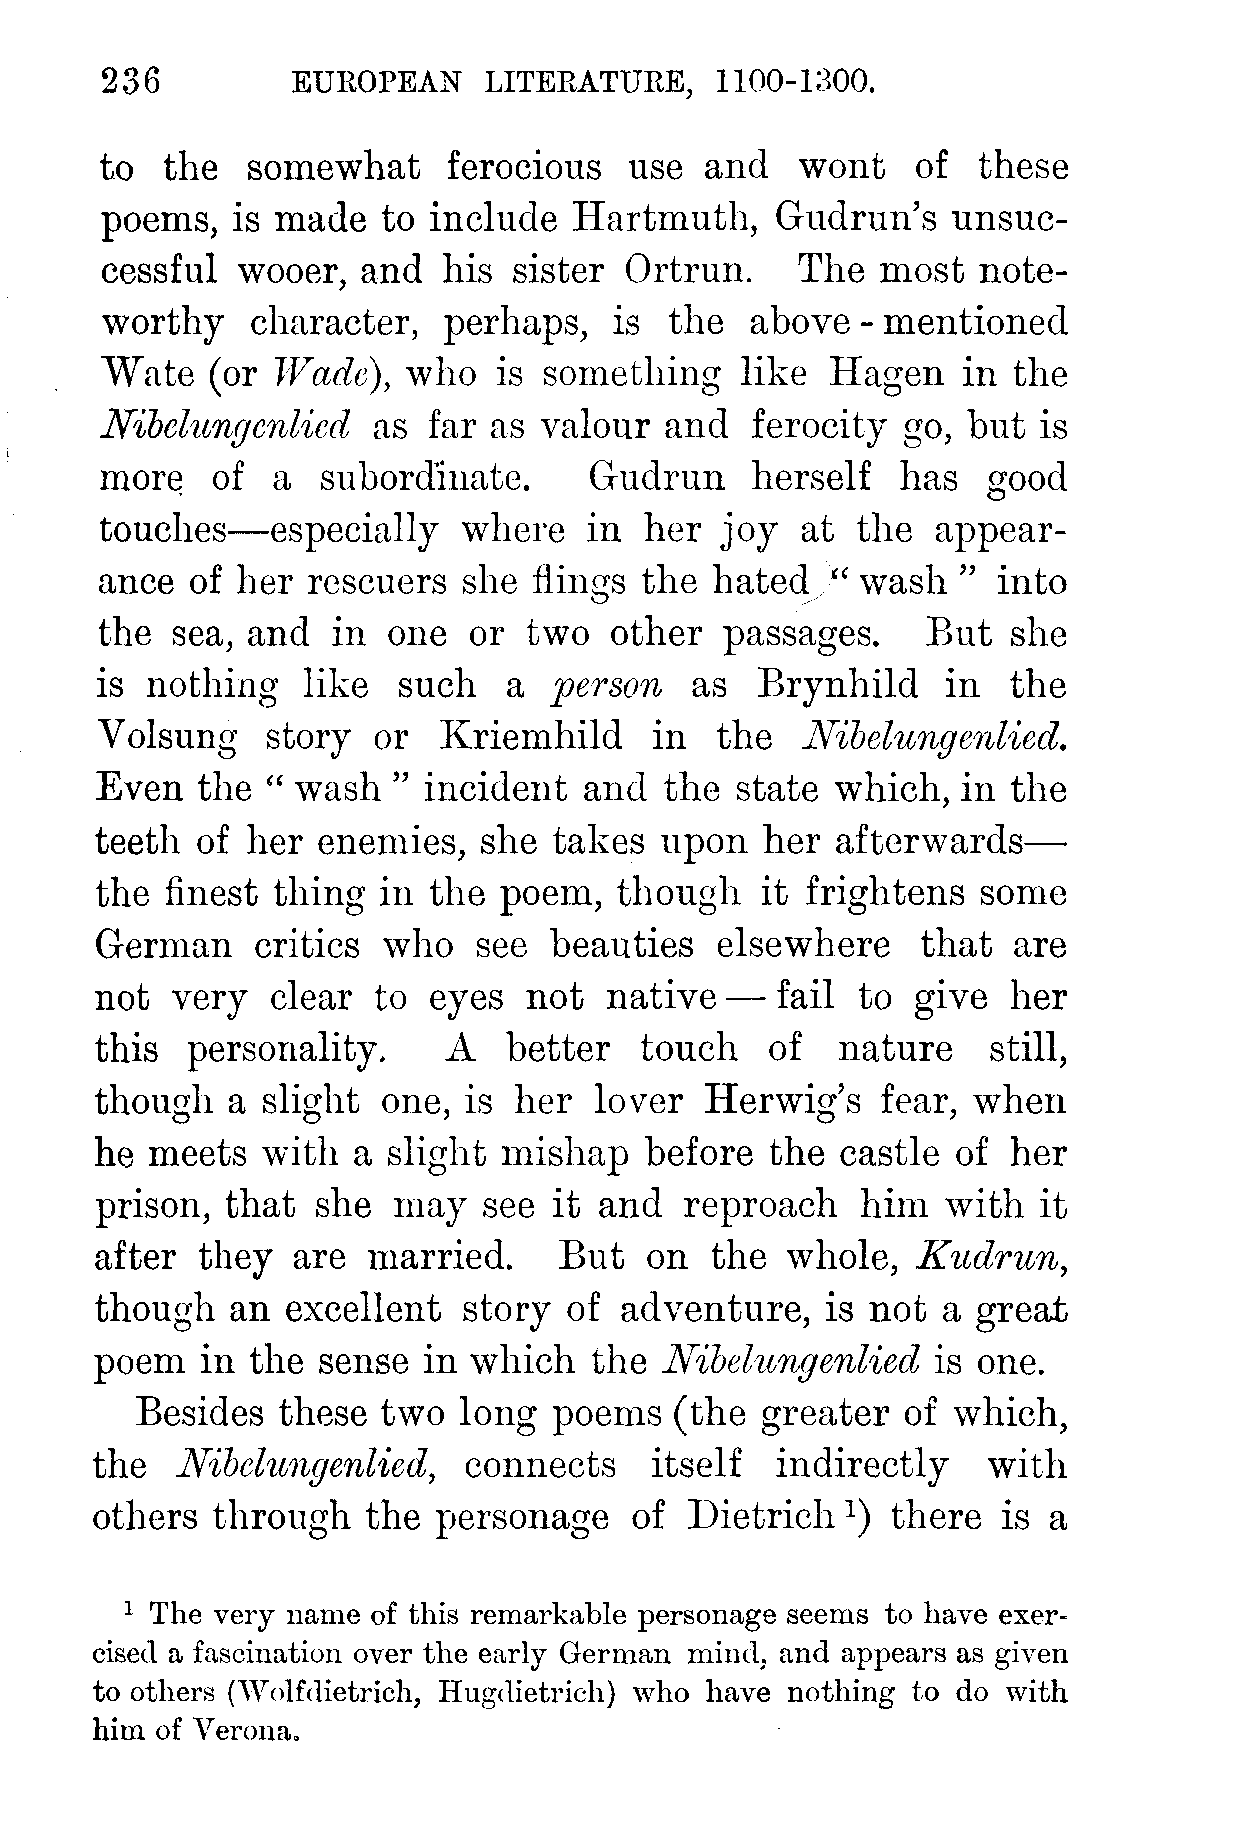 236 EUROPEAN LITERATURE, 1100-1300.
to the somewhat ferocious use and wont of these
poems, is made to include Hartmuth, Gudrun's unsuc-
cessful wooer, and his sister Ortrun. The most note-
worthy character, perhaps, is the above-mentioned
Wate (or Wade), who is something like Hagen in the
Nibelungenlied as far as valour and ferocity go, but is
more of a subordinate. Gudrun herself has good
touches—especially where in her joy at the appear-
ance of her rescuers she flings the hated “ wash ” into
the sea, and in one or two other passages. But she
is nothing like such a person as Brynhild in the
Volsung story or Kriemhild in the Nibelungenlied.
Even the “ wash ” incident and the state which, in the
teeth of her enemies, she takes upon her afterwards—
the finest thing in the poem, though it frightens some
German critics who see beauties elsewhere that are
not very clear to eyes not native — fail to give her
this personality. A better touch of nature still,
though a slight one, is her lover Herwig's fear, when
he meets with a slight mishap before the castle of her
prison, that she may see it and reproach him with it
after they are married. But on the whole, Kudrun,
though an excellent story of adventure, is not a great
poem in the sense in which the Nibelungenlied is one.
Besides these two long poems (the greater of which,
the Nibelungenlied, connects itself indirectly with
others through the personage of Dietrich 1) there is a
1 The very name of this remarkable personage seems to have exer-
cised a fascination over the early German mind, and appears as given
to others (Wolfdietrich, Hugdietrich) who have nothing to do with
him of Verona.